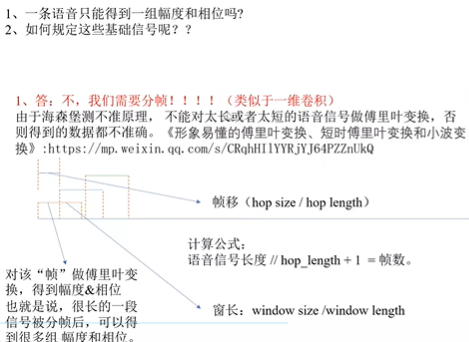 1、一条语音只能得到一组幅度和相位吗?
2、如何规定这些基础信号呢？？
1、答：不，我们需要分帧！！！！（类似于一维卷积）
由于海森堡测不准原理，不能对太长或者太短的语音信号做傅里叶变换，否
则得到的数据都不准确。《形象易懂的傅里叶变换、短时傅里叶变换和小波变
换》:https://mp.weixin.qq.com/s/CRqhHIlYYRjYJ64PZZnUkQ
帧移（hop size / hop length）
计算公式：
语音信号长度 // hop_length + 1 = 帧数。
对该“帧”做傅里叶变
换，得到幅度&相位
也就是说，很长的一段
信号被分帧后，可以得
到很多组 幅度和相位。
窗长：window size /window length